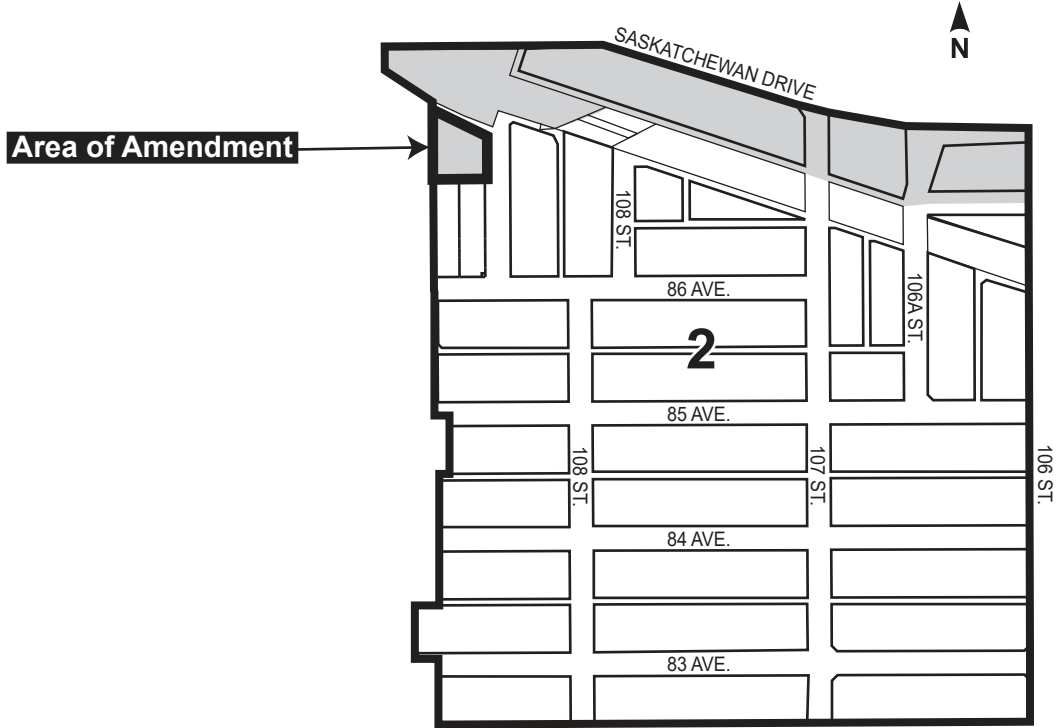 N
SASKATCHEWAN DRIVE
Area of Amendment
108 ST.
106A ST.
86 AVE.
2
85 AVE.
108 ST.
107 ST.
106 ST.
84 AVE.
83 AVE.